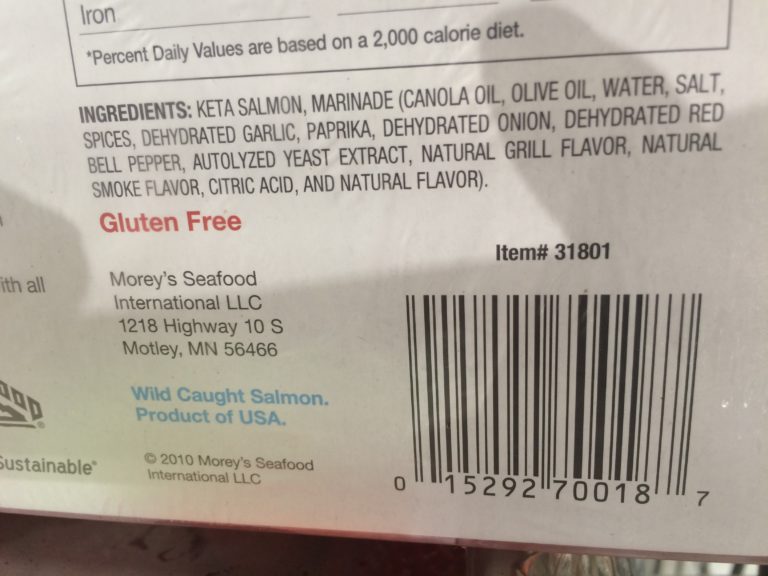 Iron
*Percent Daily Values are based on a 2,000 calorie diet.
INGREDIENTS: KETA SALMON, MARINADE (CANOLA OIL, OLIVE OIL, WATER, SALT,
SPICES, DEHYDRATED GARLIC, PAPRIKA, DEHYDRATED ONION, DEHYDRATED RED
BELL PEPPER, AUTOLYZED YEAST EXTRACT, NATURAL GRILL FLAVOR, NATURAL
SMOKE FLAVOR, CITRIC ACID, AND NATURAL FLAVOR).
Gluten Free
Item# 31801
ith all
Morey's Seafood
International LLC
1218 Highway 10 S
Motley, MN 56466
Wild Caught Salmon.
Product of USA.
Sustainable®
© 2010 Morey's Seafood
International LLC
0 15292 70018 7